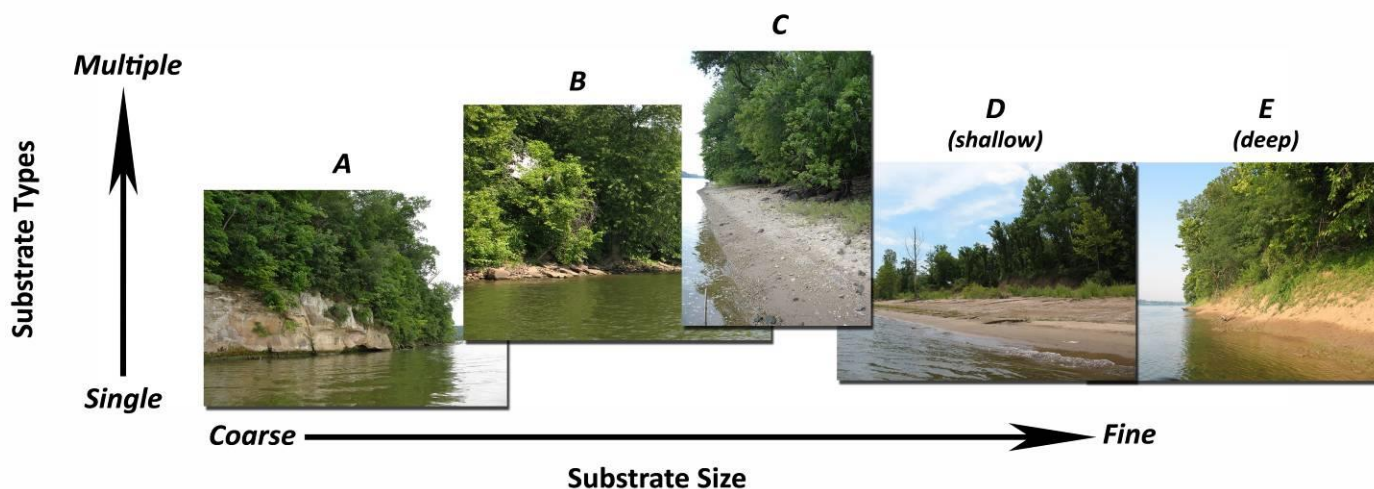 C
Multiple
B
D
(shallow)
E
(deep)
A
Substrate Types
Single
Coarse
Fine
Substrate Size